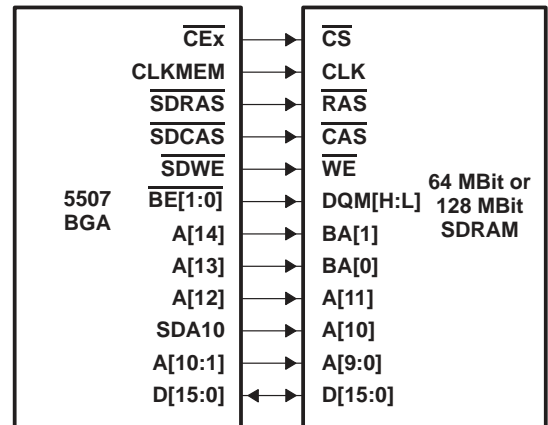 CEx CS
CLKMEM CLK
SDRAS RAS
SDCAS CAS
SDWE WE
5507 BGA
BE[1:0] DQM[H:L]
64 MBit or
128 MBit
SDRAM
A[14] BA[1]
A[13] BA[0]
A[12] A[11]
SDA10 A[10]
A[10:1] A[9:0]
D[15:0] D[15:0]